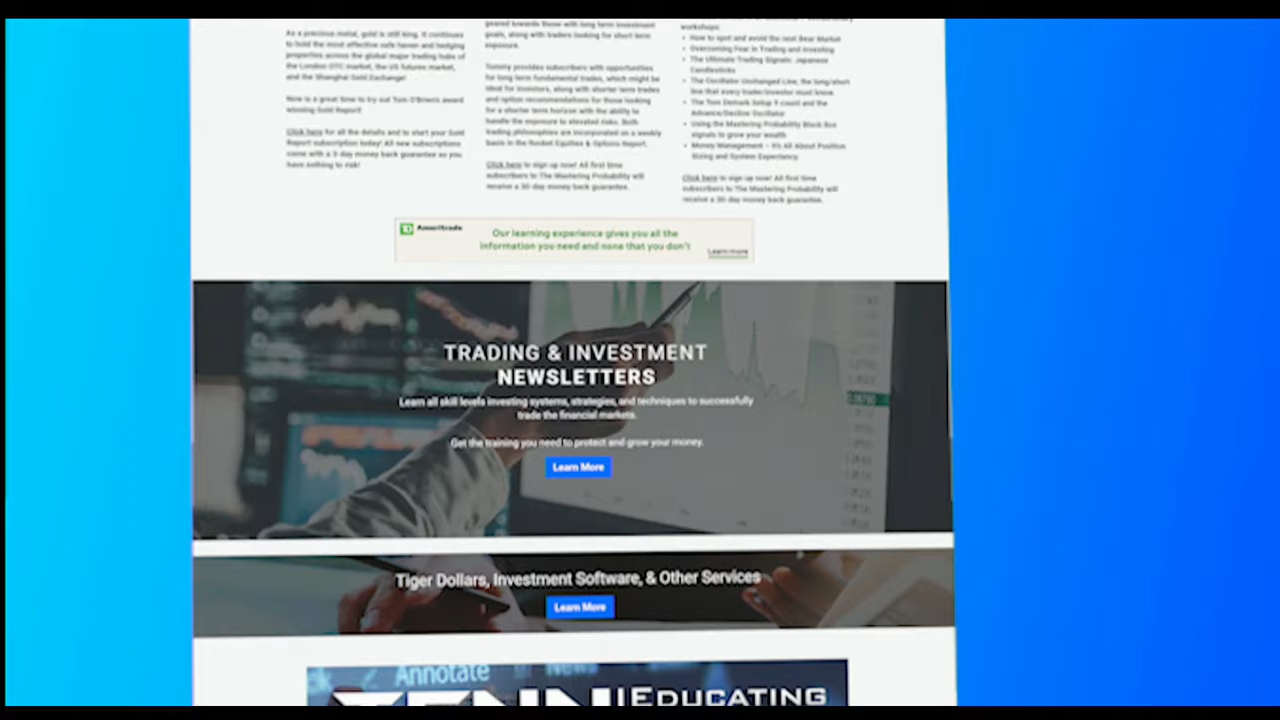 As a precious metal, gold is still king. It continues
to hold the most effective safe haven and hedging
properties across the global major trading hubs of
the London OTC market, the US futures market,
and the Shanghai Gold Exchange!
Now is a great time to try out Tom O'Brien's award
winning Gold Report!
Click here for all the details and to start your Gold
Report subscription today! All new subscriptions
come with a 3-day money back guarantee so you
have nothing to risk!
geared towards those with long term investment
goals, along with traders looking for short term
exposure.
Tommy provides subscribers with opportunities
for long term fundamental trades, which might be
ideal for investors, along with shorter term trades
and option recommendations for those looking
for a shorter term horizon with the ability to
handle the exposure to elevated risks. Both
trading philosophies are incorporated on a weekly
basis in the Rocket Equities & Options Report.
Click here to sign up now! All first time
subscribers to The Mastering Probability will
receive a 30-day money back guarantee.
workshops:
• How to spot and avoid the next Bear Market
• Overcoming Fear in Trading and Investing
• The Ultimate Trading Signals: Japanese
Candlesticks
• The Oscillator Unchanged Line, the long/short
line that every trader/investor must know
• The Tom Demark Setup 9 count and the
Advance/Decline Oscillator
• Using the Mastering Probability Black Box
signals to grow your wealth
• Money Management - It's All About Position
Sizing and System Expectancy.
Click here to sign up now! All first time
subscribers to The Mastering Probability will
receive a 30-day money back guarantee.
TD Ameritrade
Our learning experience gives you all the
information you need and none that you don't
Learn more
TRADING & INVESTMENT
NEWSLETTERS
Learn all skill levels investing systems, strategies, and techniques to successfully
trade the financial markets.
Get the training you need to protect and grow your money.
Learn More
Tiger Dollars, Investment Software, & Other Services
Learn More
Annotate News
EDUCATING